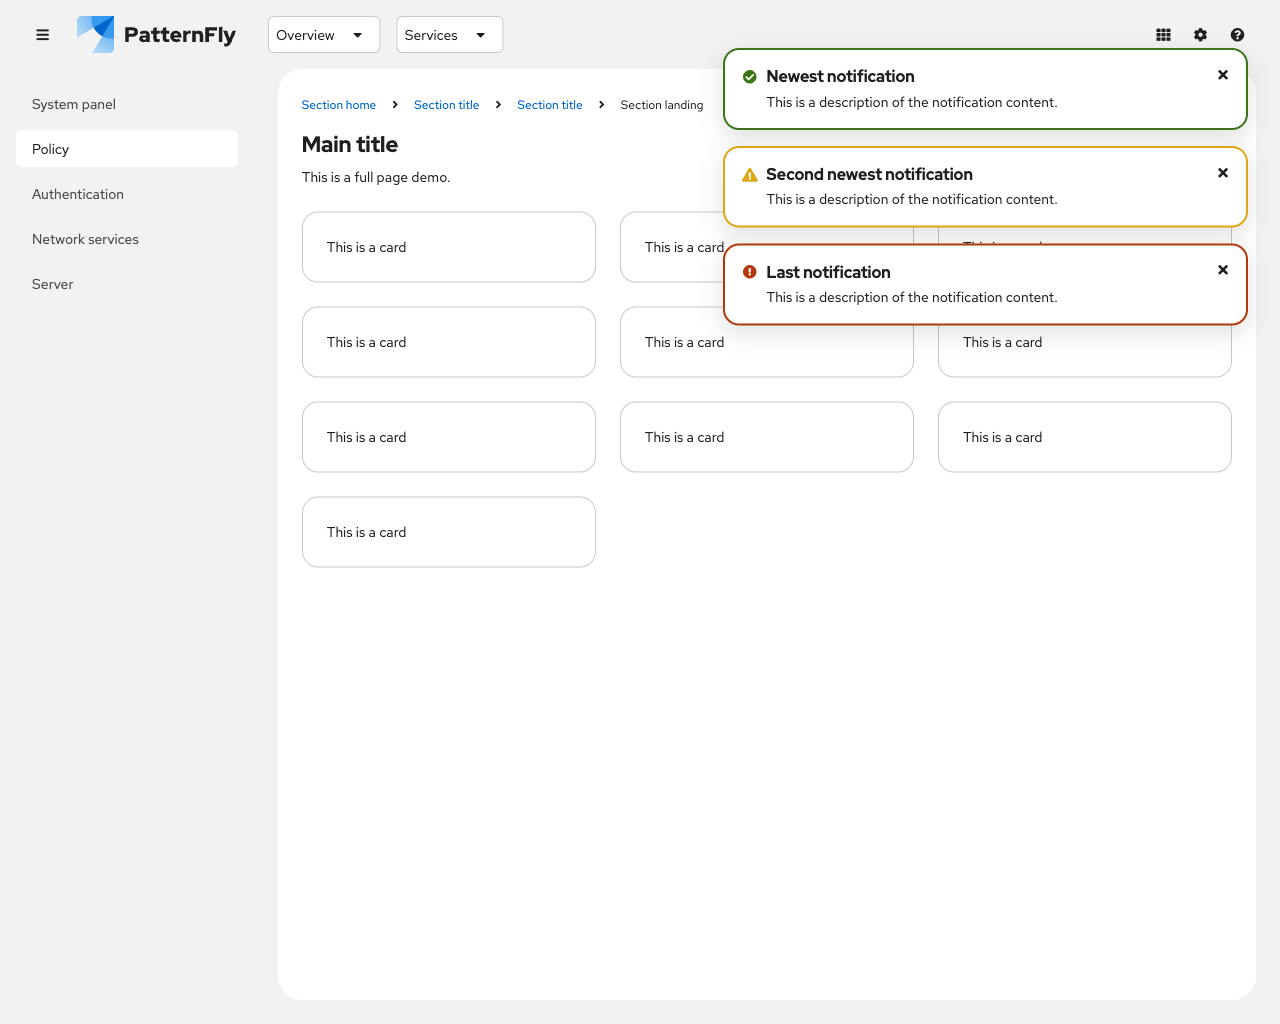 PatternFly
Overview
Services
System panel
Policy
Authentication
Network services
Server
Section home
Section title
Section title
Section landing
Main title
This is a full page demo.
Newest notification
This is a description of the notification content.
Second newest notification
This is a description of the notification content.
Last notification
This is a description of the notification content.
This is a card
This is a card
This is a card
This is a card
This is a card
This is a card
This is a card
This is a card
This is a card